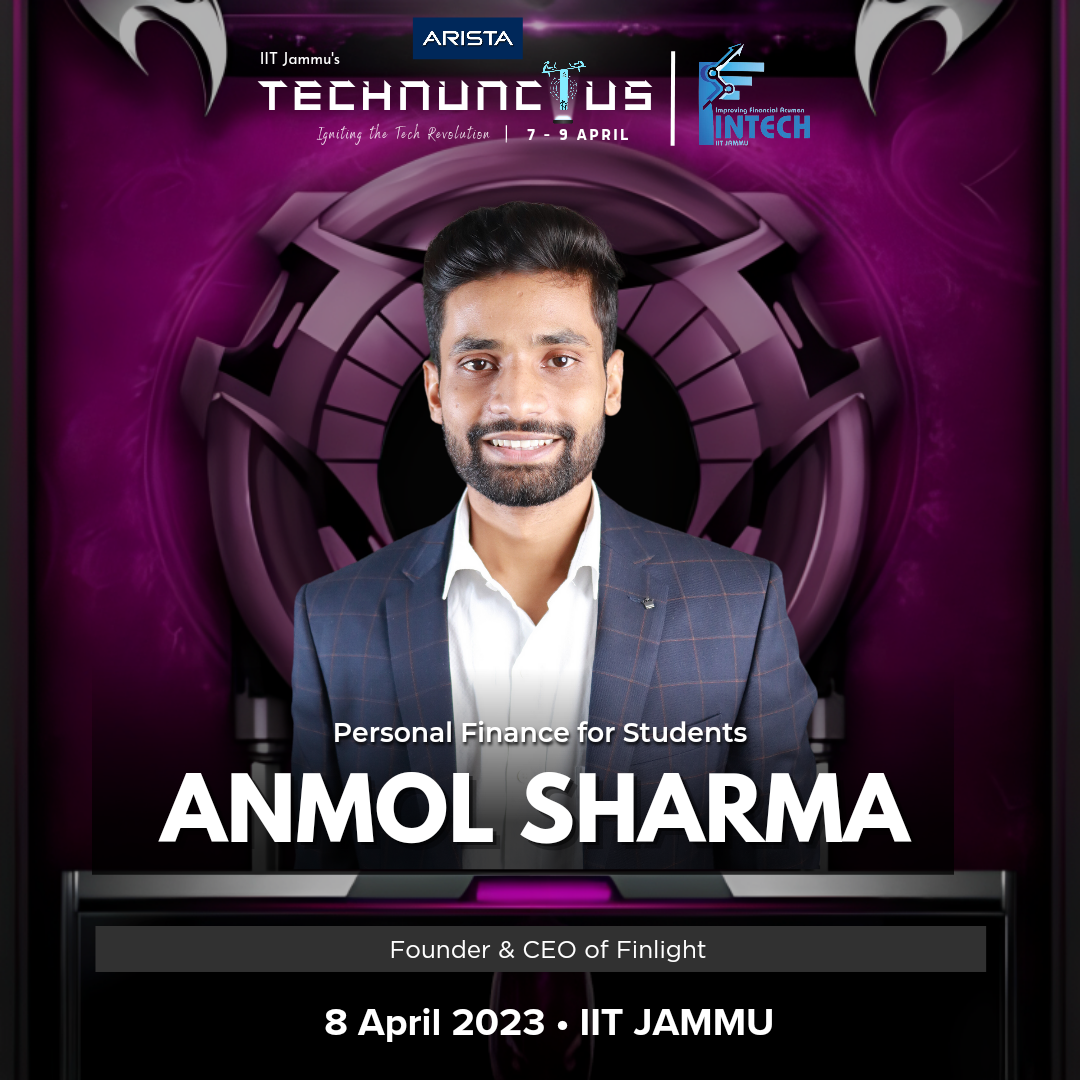 ARISTA
IIT Jammu's
TECHNUNCTUS
Igniting the Tech Revolution | 7 - 9 APRIL
Improving Financial Acumen
FINTECH
IIT JAMMU
Personal Finance for Students
ANMOL SHARMA
Founder & CEO of Finlight
8 April 2023 • IIT JAMMU